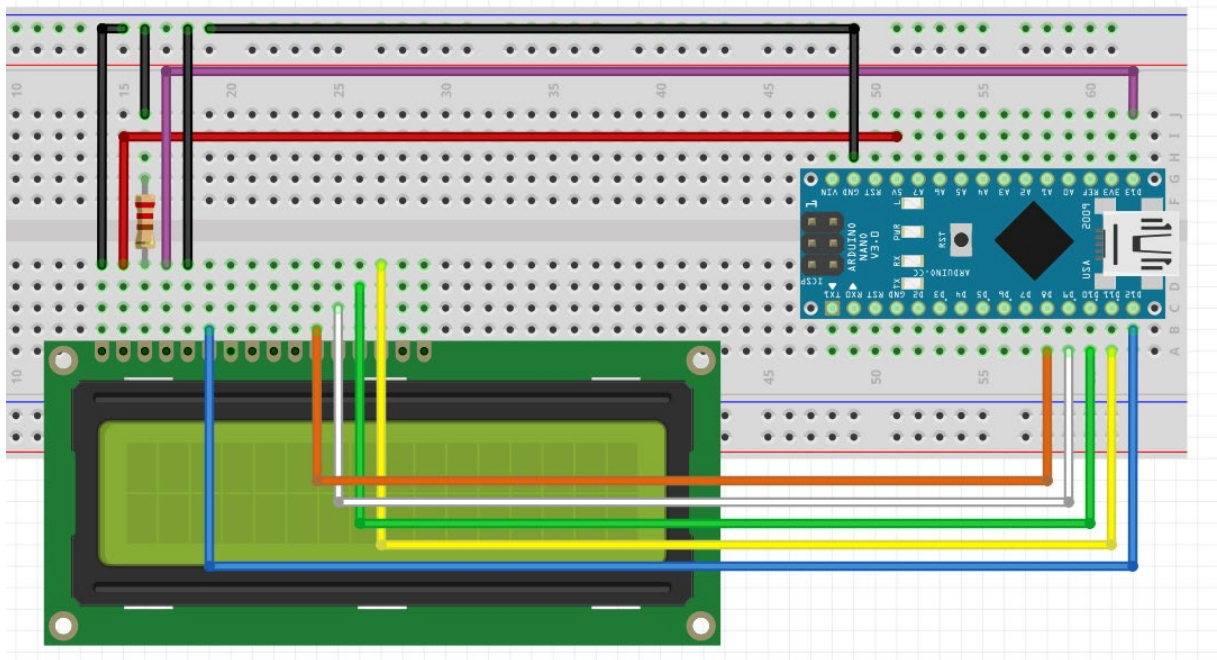 10 15 20 25 30 35 40 45 50 55 60
J
I
H
G
F
VIN GND RST 5V A7 A6 A5 A4 A3 A2 A1 A0 REF 3V3 D13
1
L
PWR
RX
TX
RST
ARDUINO
NANO
V3.0
ARDUINO.CC
2009
USA
ICSP
TX1 RX0 RST GND D2 D3 D4 D5 D6 D7 D8 D9 D10 D11 D12
D
C
B
A
10 45 50 55